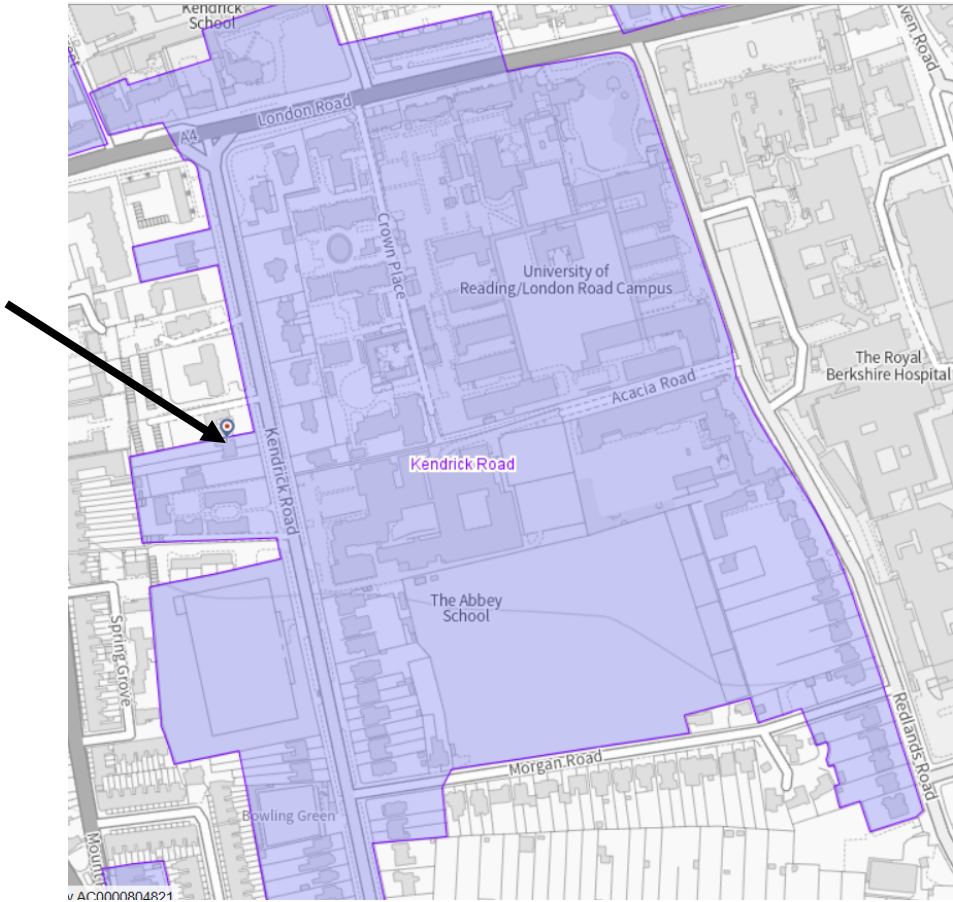 Kendrick
School
London Road
A4
Crown Place
University of
Reading/London Road Campus
The Royal
Berkshire Hospital
Acacia Road
Kendrick Road
Kendrick Road
The Abbey
School
Spring Grove
Redlands Road
Morgan Road
Bowling Green
Mount
AC0000804821